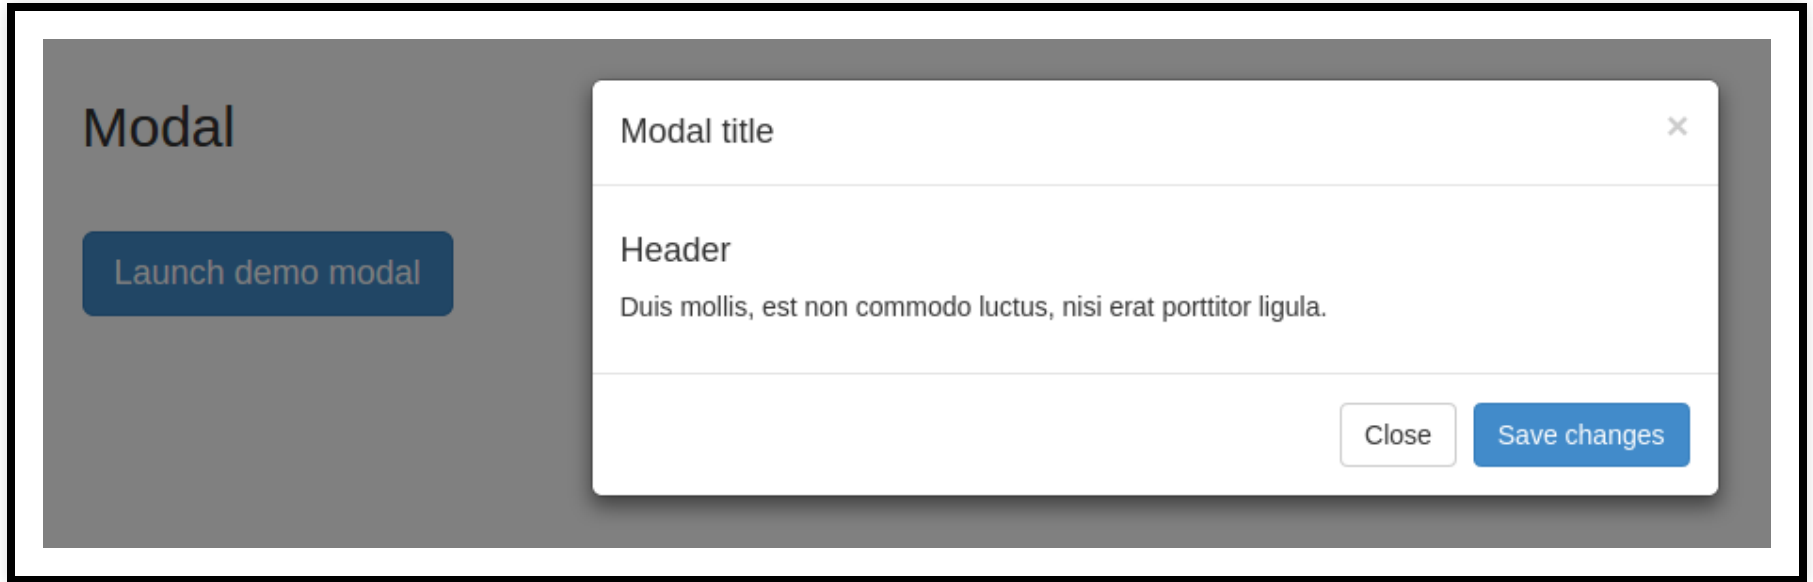 Modal
Launch demo modal
Modal title
×
Header
Duis mollis, est non commodo luctus, nisi erat porttitor ligula.
Close
Save changes